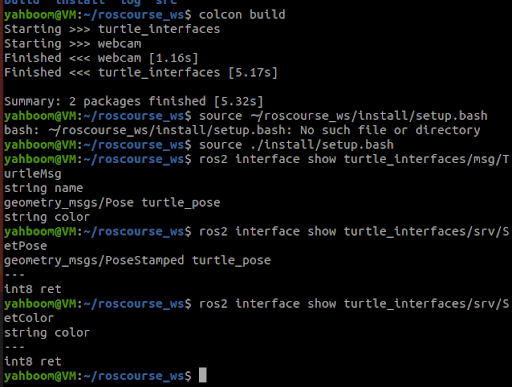 build install log src
yahboom@VM:~/roscourse_ws$ colcon build
Starting >>> turtle_interfaces
Starting >>> webcam
Finished <<< webcam [1.16s]
Finished <<< turtle_interfaces [5.17s]
Summary: 2 packages finished [5.32s]
yahboom@VM:~/roscourse_ws$ source ~/roscourse_ws/install/setup.bash
bash: ~/roscourse_ws/install/setup.bash: No such file or directory
yahboom@VM:~/roscourse_ws$ source ./install/setup.bash
yahboom@VM:~/roscourse_ws$ ros2 interface show turtle_interfaces/msg/T
urtleMsg
string name
geometry_msgs/Pose turtle_pose
string color
yahboom@VM:~/roscourse_ws$ ros2 interface show turtle_interfaces/srv/S
etPose
geometry_msgs/PoseStamped turtle_pose
---
int8 ret
yahboom@VM:~/roscourse_ws$ ros2 interface show turtle_interfaces/srv/S
etColor
string color
---
int8 ret
yahboom@VM:~/roscourse_ws$